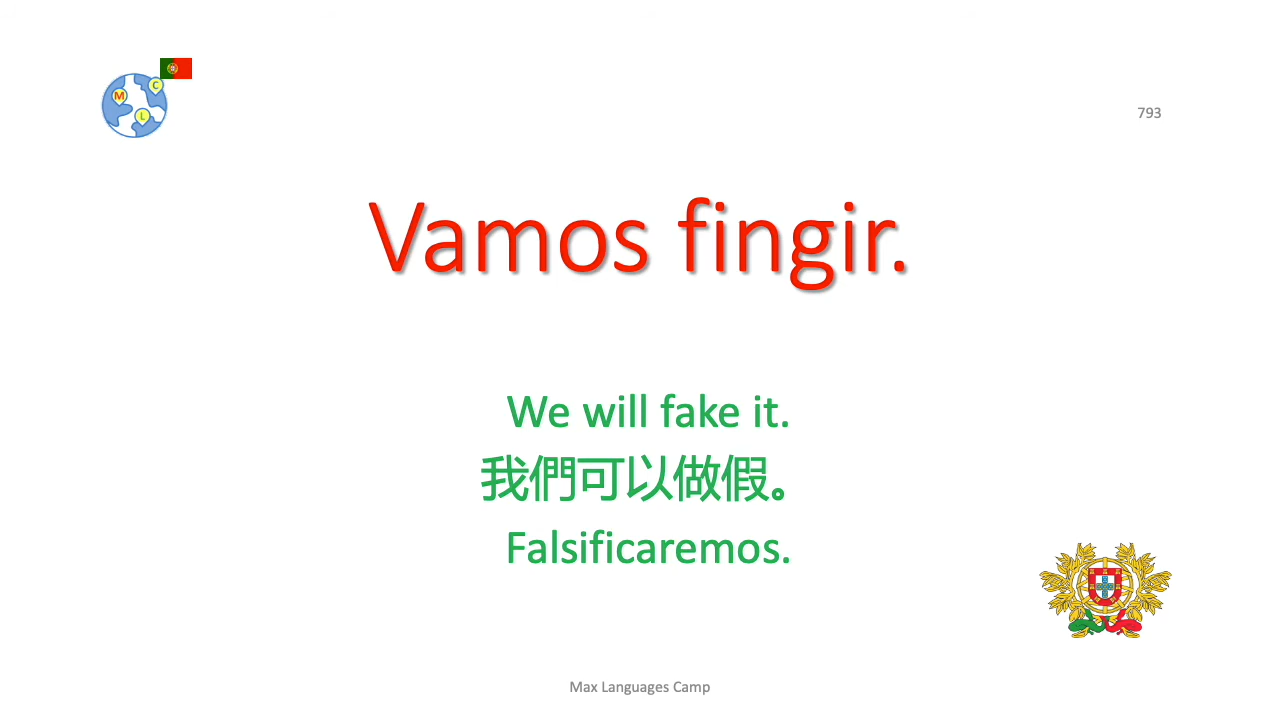 M
C
L
793
Vamos fingir.
We will fake it.
我們可以做假。
Falsificaremos.
Max Languages Camp